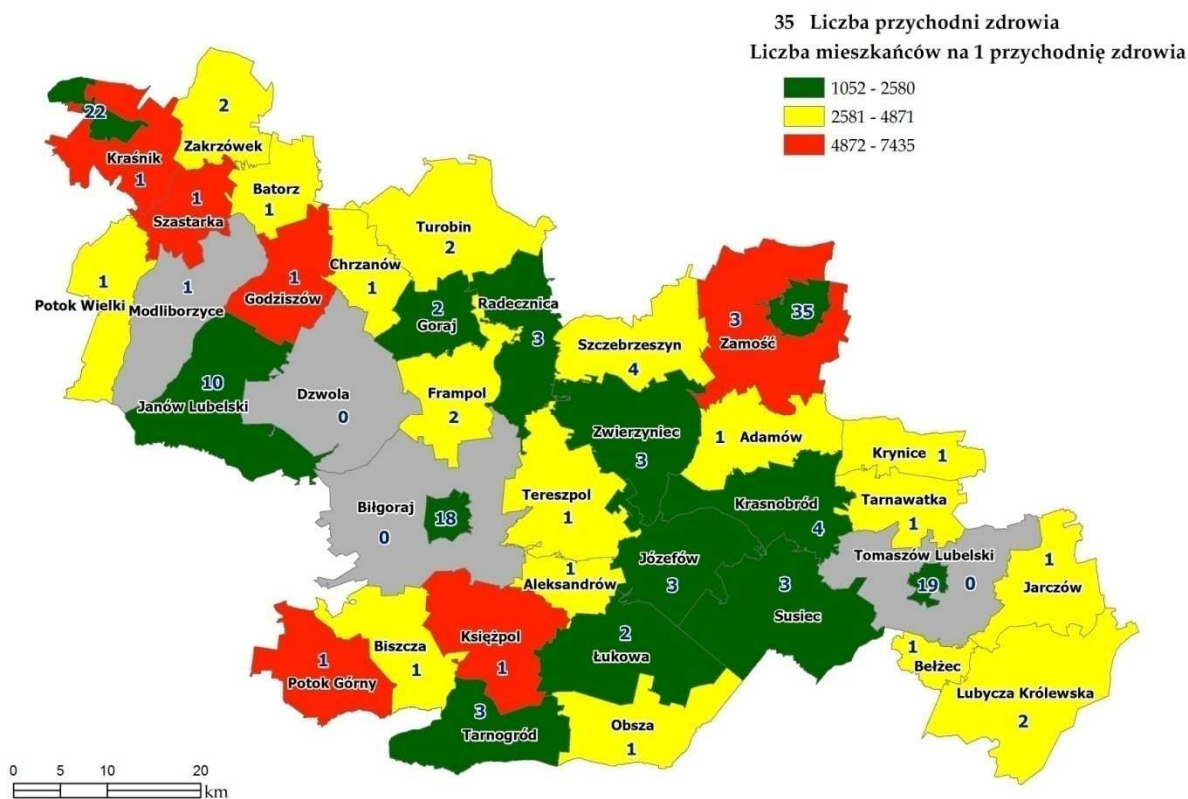 35 Liczba przychodni zdrowia
Liczba mieszkańców na 1 przychodnię zdrowia
1052 - 2580
2581 - 4871
4872 - 7435
22
Kraśnik
1
2
Zakrzówek
1
Szastarka
Batorz
1
1
Potok Wielki
1
Modliborzyce
1
Godziszów
Chrzanów
1
Turobin
2
2
Goraj
Radecznica
3
Szczebrzeszyn
4
3
Zamość
35
10
Janów Lubelski
Dzwola
0
Frampol
2
Zwierzyniec
3
1
Adamów
Krynice 1
Biłgoraj
0
18
Tereszpol
1
Krasnobród
4
Tarnawatka
1
1
Aleksandrów
Józefów
3
3
Susiec
Tomaszów Lubelski
19
0
1
Jarczów
1
Potok Górny
Biszcza
1
Księżpol
1
2
Łukowa
1
Bełżec
Lubycza Królewska
2
3
Tarnogród
Obsza
1
0 5 10 20
km